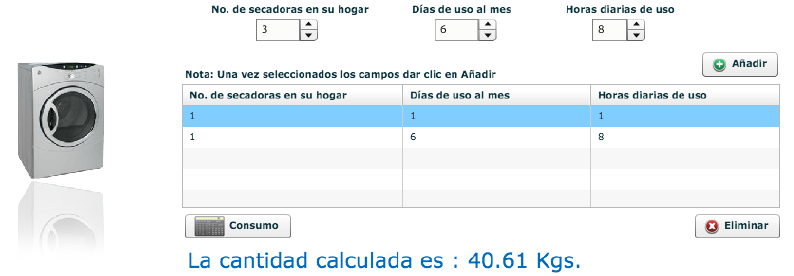 No. de secadoras en su hogar Días de uso al mes Horas diarias de uso
3 6 8
Añadir
Nota: Una vez seleccionados los campos dar clic en Añadir
No. de secadoras en su hogar Días de uso al mes Horas diarias de uso
1 1 1
1 6 8
Consumo Eliminar
La cantidad calculada es : 40.61 Kgs.